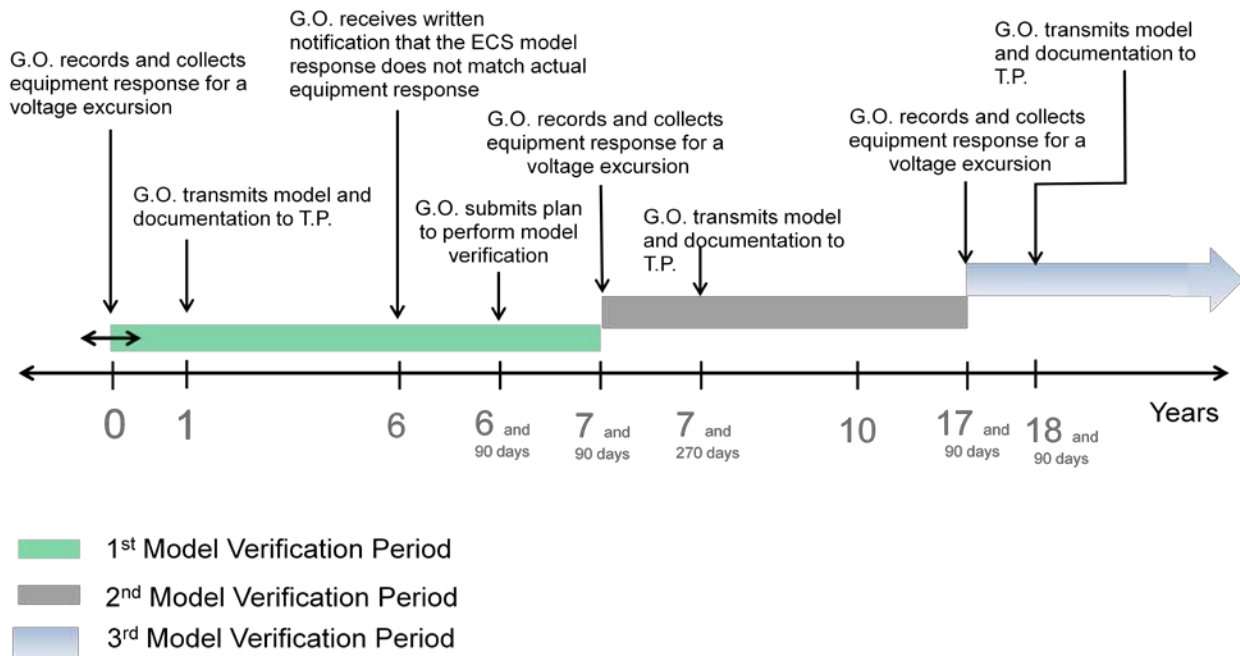 G.O. records and collects
equipment response for a
voltage excursion
G.O. transmits model and
documentation to T.P.
G.O. receives written
notification that the ECS model
response does not match actual
equipment response
G.O. submits plan
to perform model
verification
G.O. records and collects
equipment response for a
voltage excursion
G.O. transmits model
and documentation to
T.P.
G.O. records and collects
equipment response for a
voltage excursion
G.O. transmits model
and documentation to
T.P.
0
1
6
6 and
90 days
7 and
90 days
7 and
270 days
10
17 and
90 days
18 and
90 days
Years
1st Model Verification Period
2nd Model Verification Period
3rd Model Verification Period